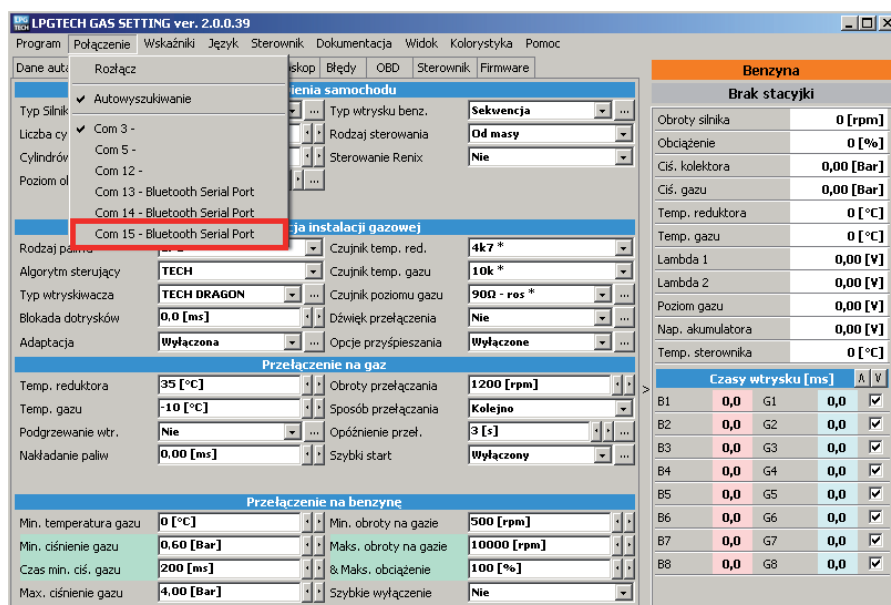 LPGTECH GAS SETTING ver. 2.0.0.39
Program Połączenie Wskaźniki Język Sterownik Dokumentacja Widok Kolorystyka Pomoc
Dane auta Błędy OBD Sterownik Firmware
Rozłącz
Autowyszukiwanie
Com 3 -
Com 5 -
Com 12 -
Com 13 - Bluetooth Serial Port
Com 14 - Bluetooth Serial Port
Com 15 - Bluetooth Serial Port
samochodu
Typ Silnik ... Typ wtrysku benz. Sekwencja ...
Liczba cy Rodzaj sterowania Od masy
Cylindrów Sterowanie Renix Nie
Poziom ...
instalacji gazowej
Rodzaj Czujnik temp. red. 4k7 *
Algorytm sterujący TECH Czujnik temp. gazu 10k *
Typ wtryskiwacza TECH DRAGON ... Czujnik poziomu gazu 90Ω - ros * ...
Blokada dotrysków 0,0 [ms] Dźwięk przełączenia Nie ...
Adaptacja Wyłączona ... Opcje przyśpieszania Wyłączone ...
Przełączenie na gaz
Temp. reduktora 35 [°C] Obroty przełączania 1200 [rpm]
Temp. gazu -10 [°C] Sposób przełączania Kolejno
Podgrzewanie wtr. Nie ... Opóźnienie przeł. 3 [s] ...
Nakładanie paliw 0,00 [ms] Szybki start Wyłączony ...
Przełączenie na benzynę
Min. temperatura gazu 0 [°C] Min. obroty na gazie 500 [rpm]
Min. ciśnienie gazu 0,60 [Bar] Maks. obroty na gazie 10000 [rpm]
Czas min. ciś. gazu 200 [ms] & Maks. obciążenie 100 [%]
Max. ciśnienie gazu 4,00 [Bar] Szybkie wyłączenie Nie
>
Benzyna
Brak stacyjki
Obroty silnika 0 [rpm]
Obciążenie 0 [%]
Ciś. kolektora 0,00 [Bar]
Ciś. gazu 0,00 [Bar]
Temp. reduktora 0 [°C]
Temp. gazu 0 [°C]
Lambda 1 0,00 [V]
Lambda 2 0,00 [V]
Poziom gazu 0,00 [V]
Nap. akumulatora 0,00 [V]
Temp. sterownika 0 [°C]
Czasy wtrysku [ms] Λ V
B1 0,0 G1 0,0
B2 0,0 G2 0,0
B3 0,0 G3 0,0
B4 0,0 G4 0,0
B5 0,0 G5 0,0
B6 0,0 G6 0,0
B7 0,0 G7 0,0
B8 0,0 G8 0,0